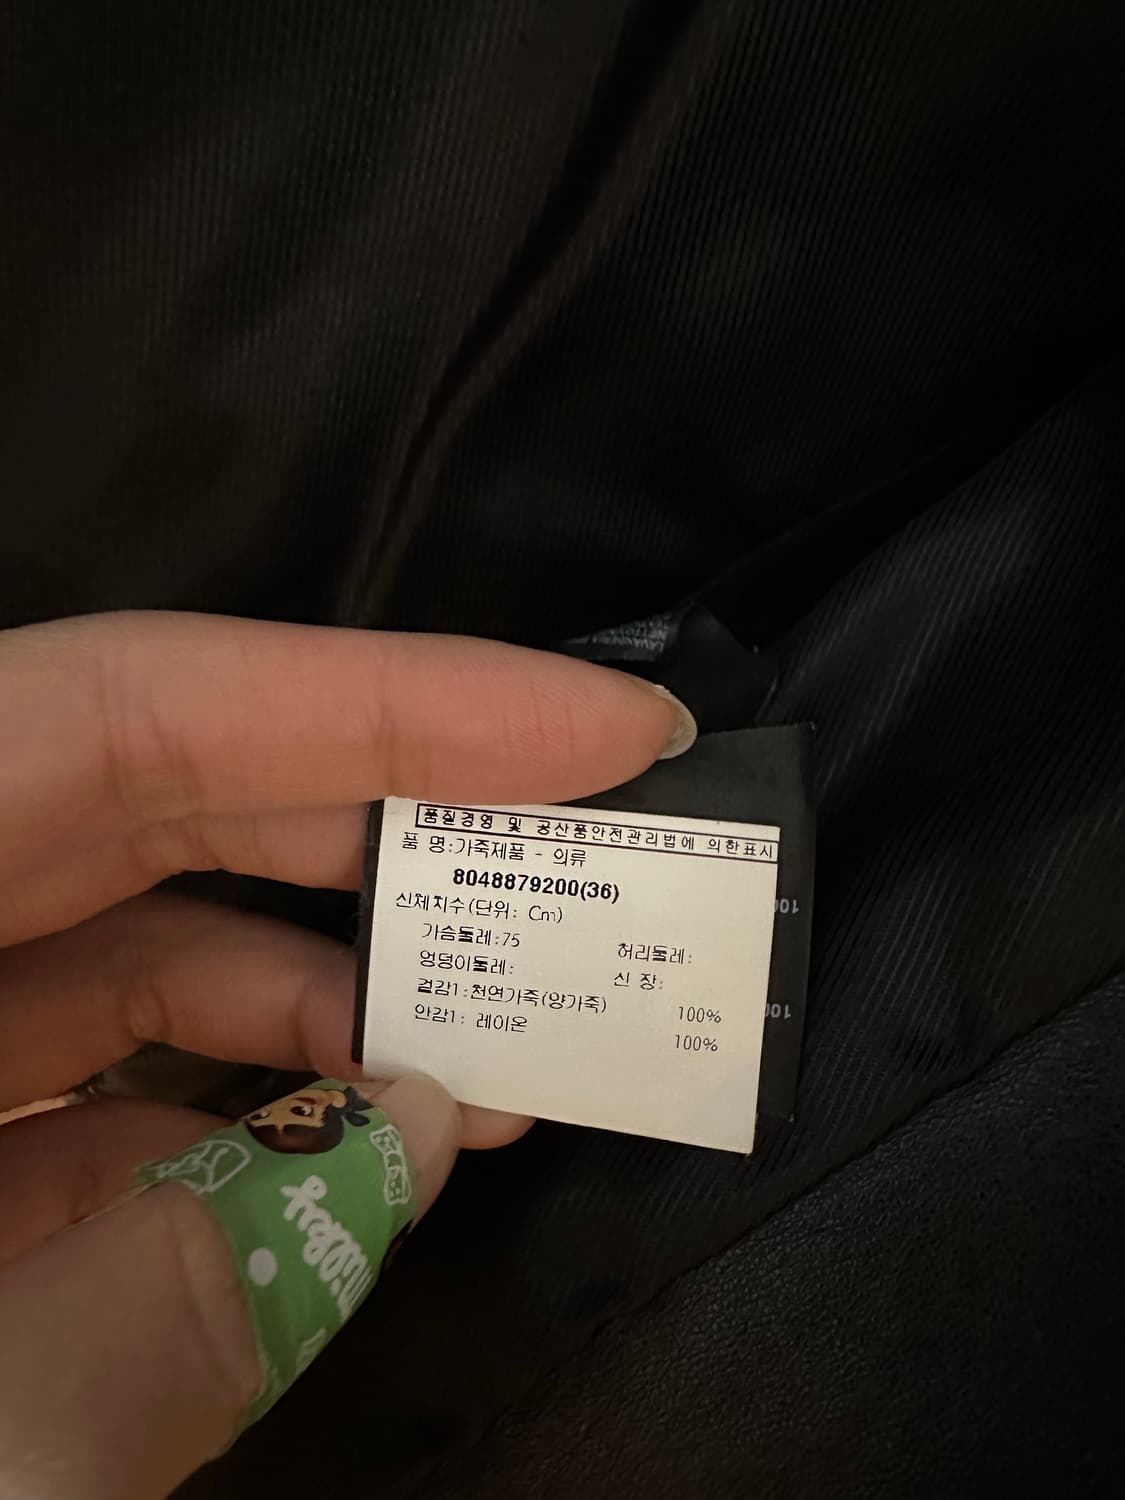 품질경영 및 공산품안전관리법에 의한표시
품 명:가죽제품 - 의류
8048879200(36)
신체치수(단위: Cm)
가슴둘레:75 허리둘레:
엉덩이둘레: 신 장:
겉감1:천연가죽(양가죽) 100%
안감1: 레이온 100%
Milky